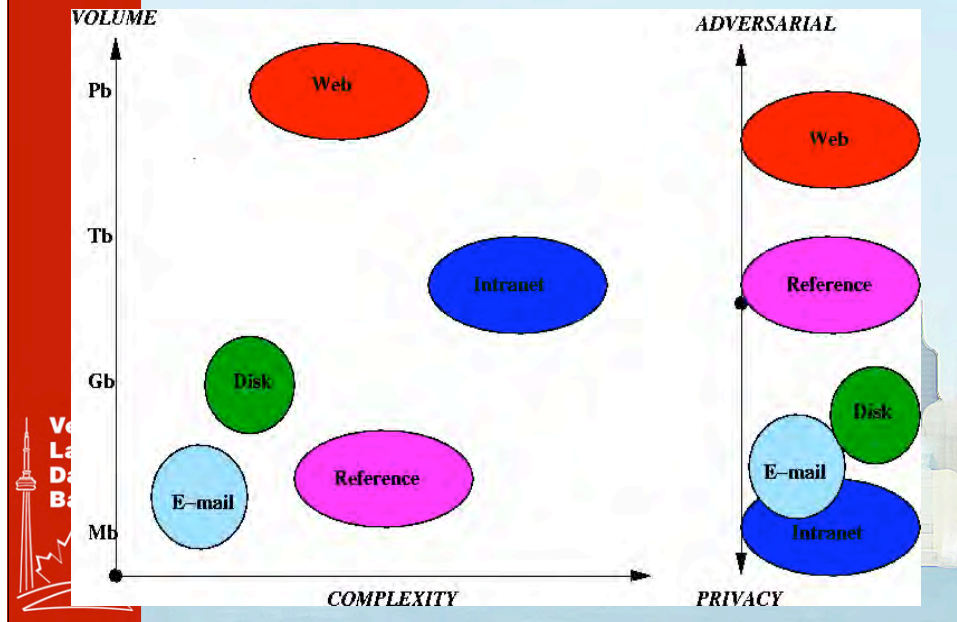 VOLUME
ADVERSARIAL
Pb
Web
Web
Tb
Intranet
Reference
Gb
Disk
Disk
E-mail
Reference
E-mail
Mb
Intranet
COMPLEXITY
PRIVACY